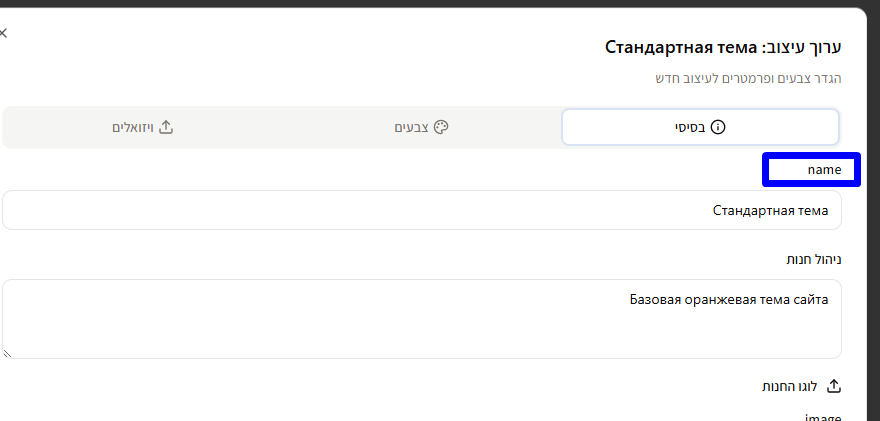 ערוך עיצוב: Стандартная тема
הגדר צבעים ופרמטרים לעיצוב חדש
בסיסי
צבעים
ויזואלים
name
Стандартная тема
ניהול חנות
Базовая оранжевая тема сайта
לוגו החנות
image